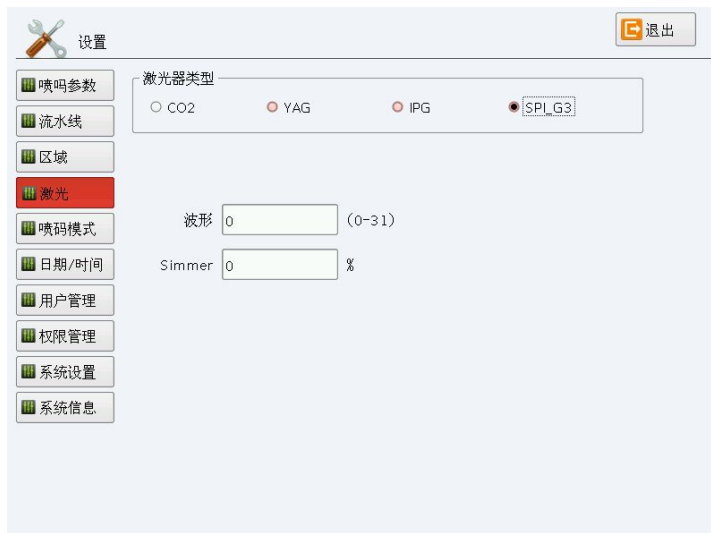 设置
退出
喷吗参数
流水线
区域
激光
喷码模式
日期/时间
用户管理
权限管理
系统设置
系统信息
激光器类型
CO2 YAG IPG SPI_G3
波形 0 (0-31)
Simmer 0 %